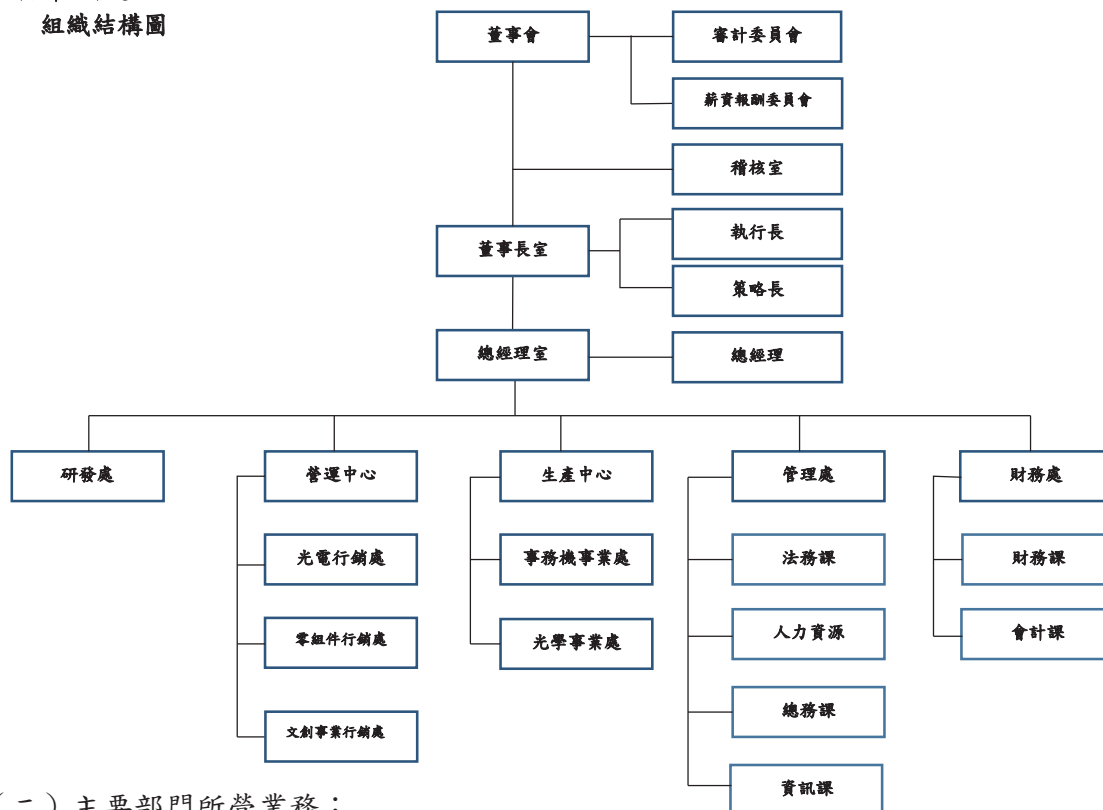 組織結構圖
董事會
審計委員會
薪資報酬委員會
稽核室
董事長室
執行長
策略長
總經理室
總經理
研發處
營運中心
生產中心
管理處
財務處
光電行銷處
事務機事業處
法務課
財務課
零組件行銷處
光學事業處
人力資源
會計課
文創事業行銷處
總務課
資訊課
(二)主要部門所營業務：